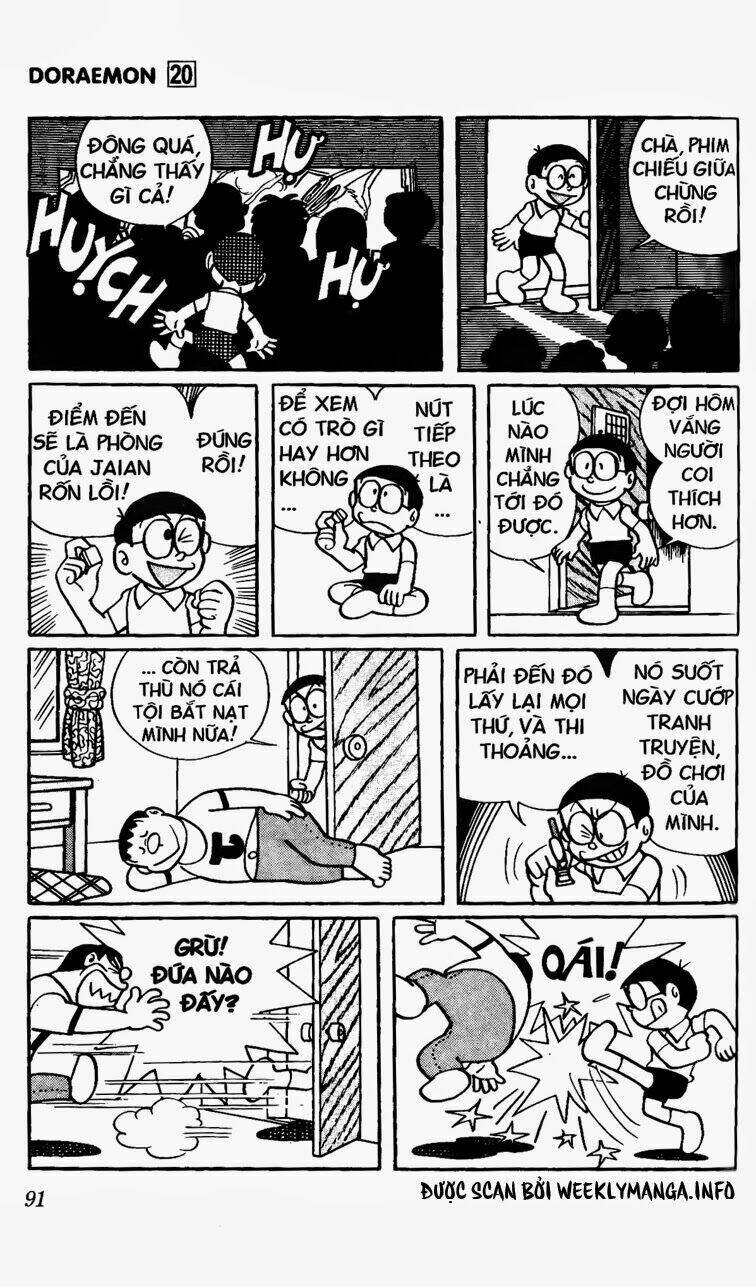 DORAEMON 20
CHÀ, PHIM
CHIẾU GIỮA
CHỪNG
RỒI!
ĐÔNG QUÁ,
CHẲNG THẤY
GÌ CẢ!
HỰ
HỰ
HUỴCH
ĐỢI HÔM
VẮNG
NGƯỜI
COI
THÍCH
HƠN.
LÚC
NÀO
MÌNH
CHẲNG
TỚI ĐÓ
ĐƯỢC.
NÚT
TIẾP
THEO
LÀ
...
ĐỂ XEM
CÓ TRÒ GÌ
HAY HƠN
KHÔNG
...
ĐÚNG
RỒI!
ĐIỂM ĐẾN
SẼ LÀ PHÒNG
CỦA JAIAN
RỐN LỒI!
NÓ SUỐT
NGÀY CƯỚP
TRANH
TRUYỆN,
ĐỒ CHƠI
CỦA
MÌNH.
PHẢI ĐẾN ĐÓ
LẤY LẠI MỌI
THỨ, VÀ THI
THOẢNG...
... CÒN TRẢ
THÙ NÓ CÁI
TỘI BẮT NẠT
MÌNH NỮA!
J
OÁI!
GRỪ!
ĐỨA NÀO
ĐẤY?
91
ĐƯỢC SCAN BỞI WEEKLYMANGA.INFO